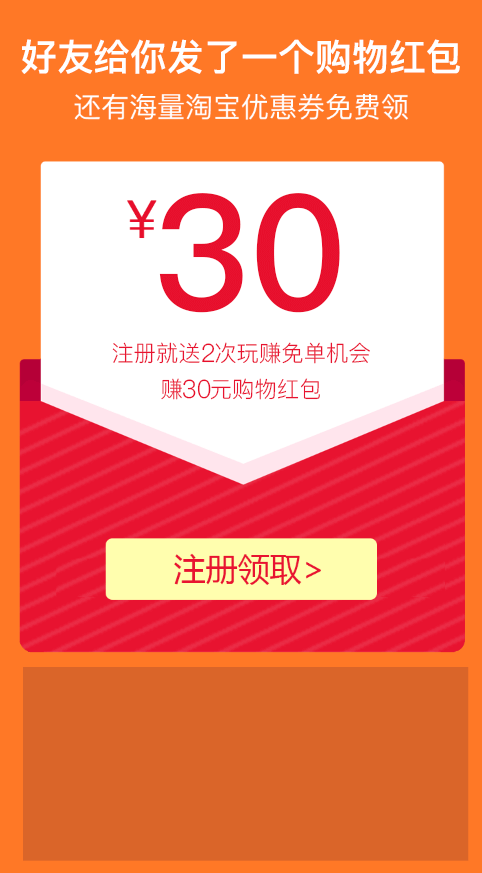 好友给你发了一个购物红包
还有海量淘宝优惠券免费领
¥30
注册就送2次玩赚免单机会
赚30元购物红包
注册领取>